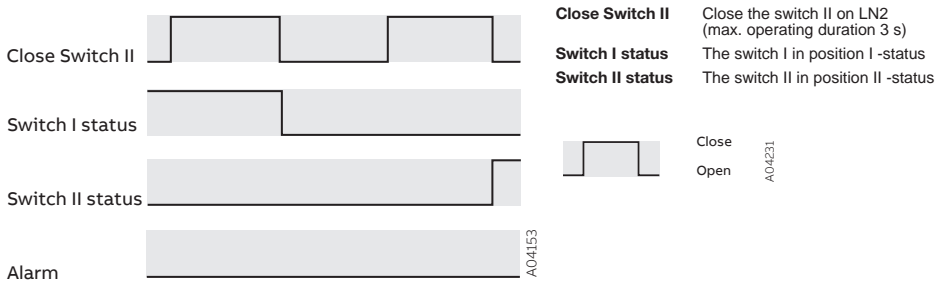 Close Switch II
Switch I status
Switch II status
Alarm
A04153
Close Switch II Close the switch II on LN2
(max. operating duration 3 s)
Switch I status The switch I in position I -status
Switch II status The switch II in position II -status
Close
Open
A04231